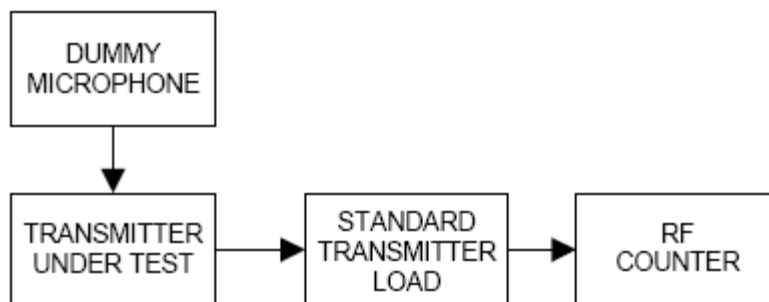 DUMMY
MICROPHONE
TRANSMITTER
UNDER TEST
STANDARD
TRANSMITTER
LOAD
RF
COUNTER